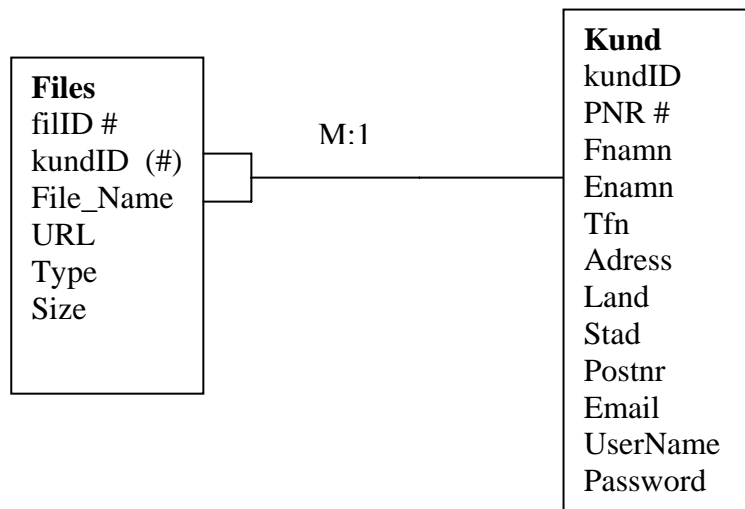 Files
filID #
kundID (#)
File_Name
URL
Type
Size
M:1
Kund
kundID
PNR #
Fnamn
Enamn
Tfn
Adress
Land
Stad
Postnr
Email
UserName
Password